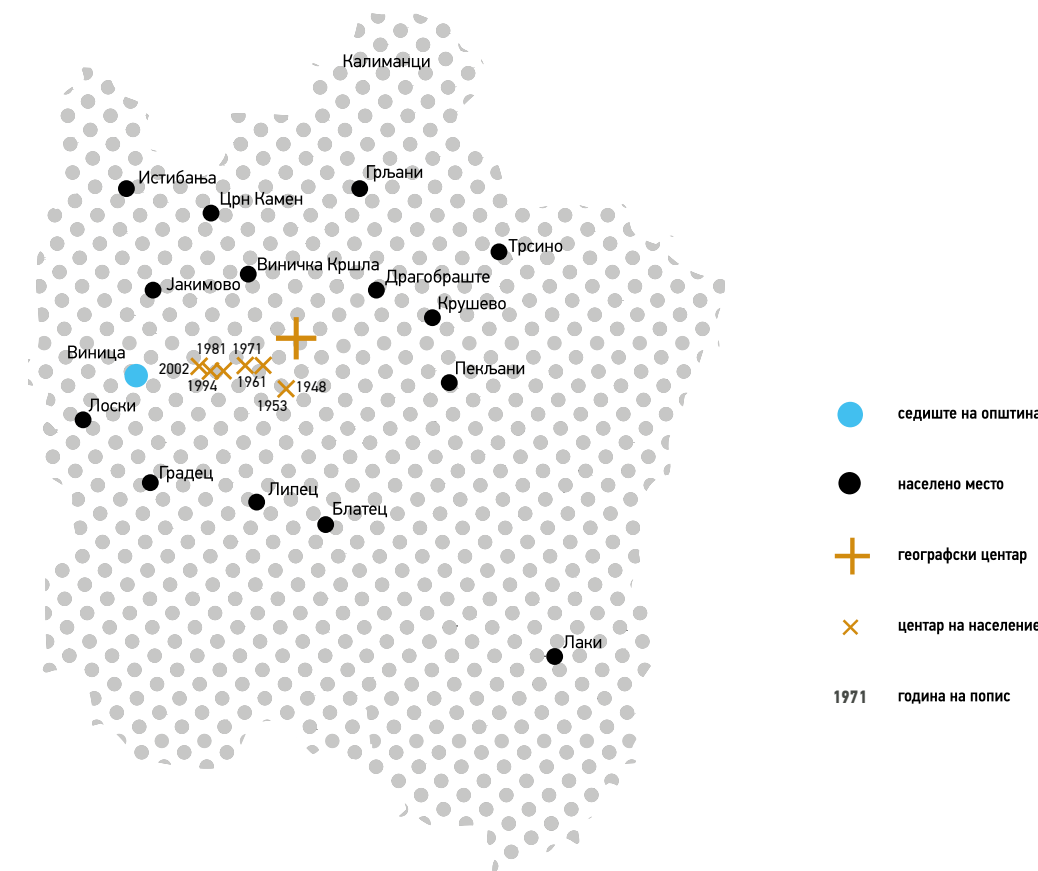 Калиманци
Грљани
Истибања
Црн Камен
Трсино
Виничка Кршла
Драгобраште
Јакимово
Крушево
1981 1971
Виница
2002
Пекљани
1994 1961 1948
1953
Лоски
седиште на општина
Градец
населено место
Липец
Блатец
географски центар
центар на население
Лаки
1971 година на попис